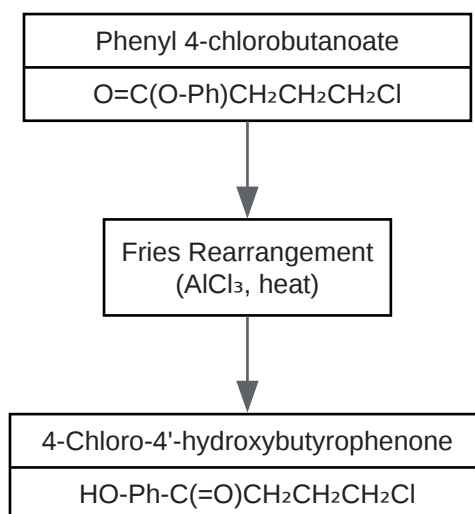 Phenyl 4-chlorobutanoate
O=C(O-Ph)CH₂CH₂CH₂Cl
Fries Rearrangement
(AlCl₃, heat)
4-Chloro-4'-hydroxybutyrophenone
HO-Ph-C(=O)CH₂CH₂CH₂Cl